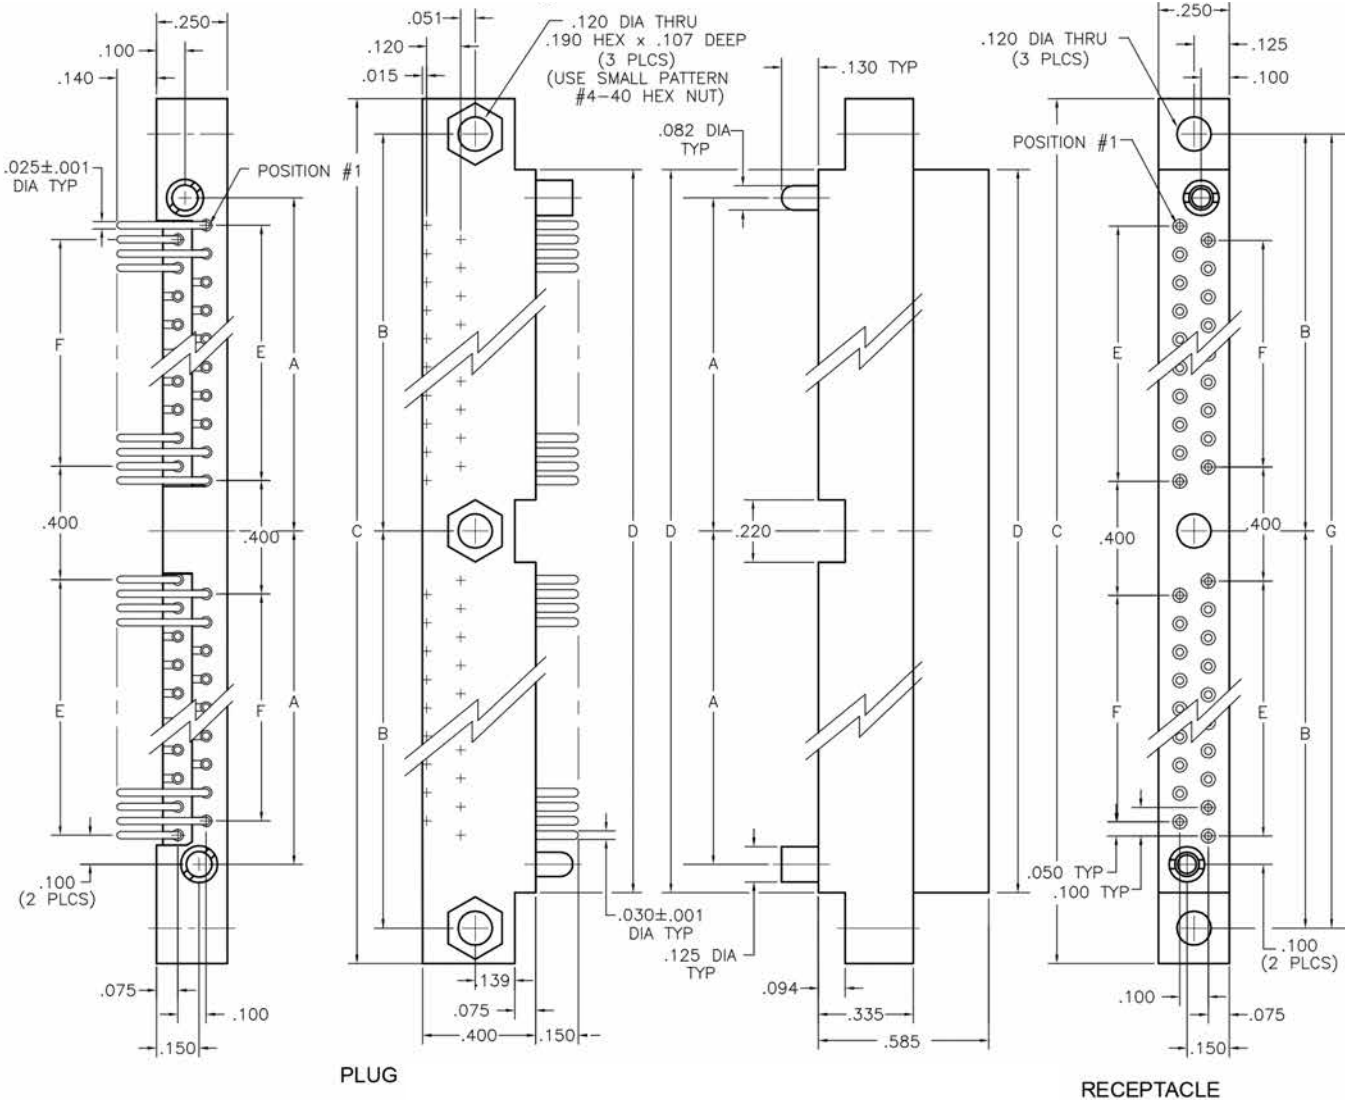 .250
.100
.140
.051
.120
.015
.120 DIA THRU
.190 HEX x .107 DEEP
(3 PLCS)
(USE SMALL PATTERN
#4-40 HEX NUT)
.130 TYP
.082 DIA
TYP
.120 DIA THRU
(3 PLCS)
.250
.125
.100
POSITION #1
.025±.001
DIA TYP
POSITION #1
F
E
A
B
A
E
F
B
.400
.400
C
D
D
.220
D
C
.400
.400
G
E
F
A
B
A
F
E
B
.100
(2 PLCS)
.050 TYP
.100 TYP
.030±.001
DIA TYP
.125 DIA
TYP
.100
(2 PLCS)
.075
.100
.150
.139
.075
.400
.150
.094
.335
.585
.100
.075
.150
PLUG
RECEPTACLE